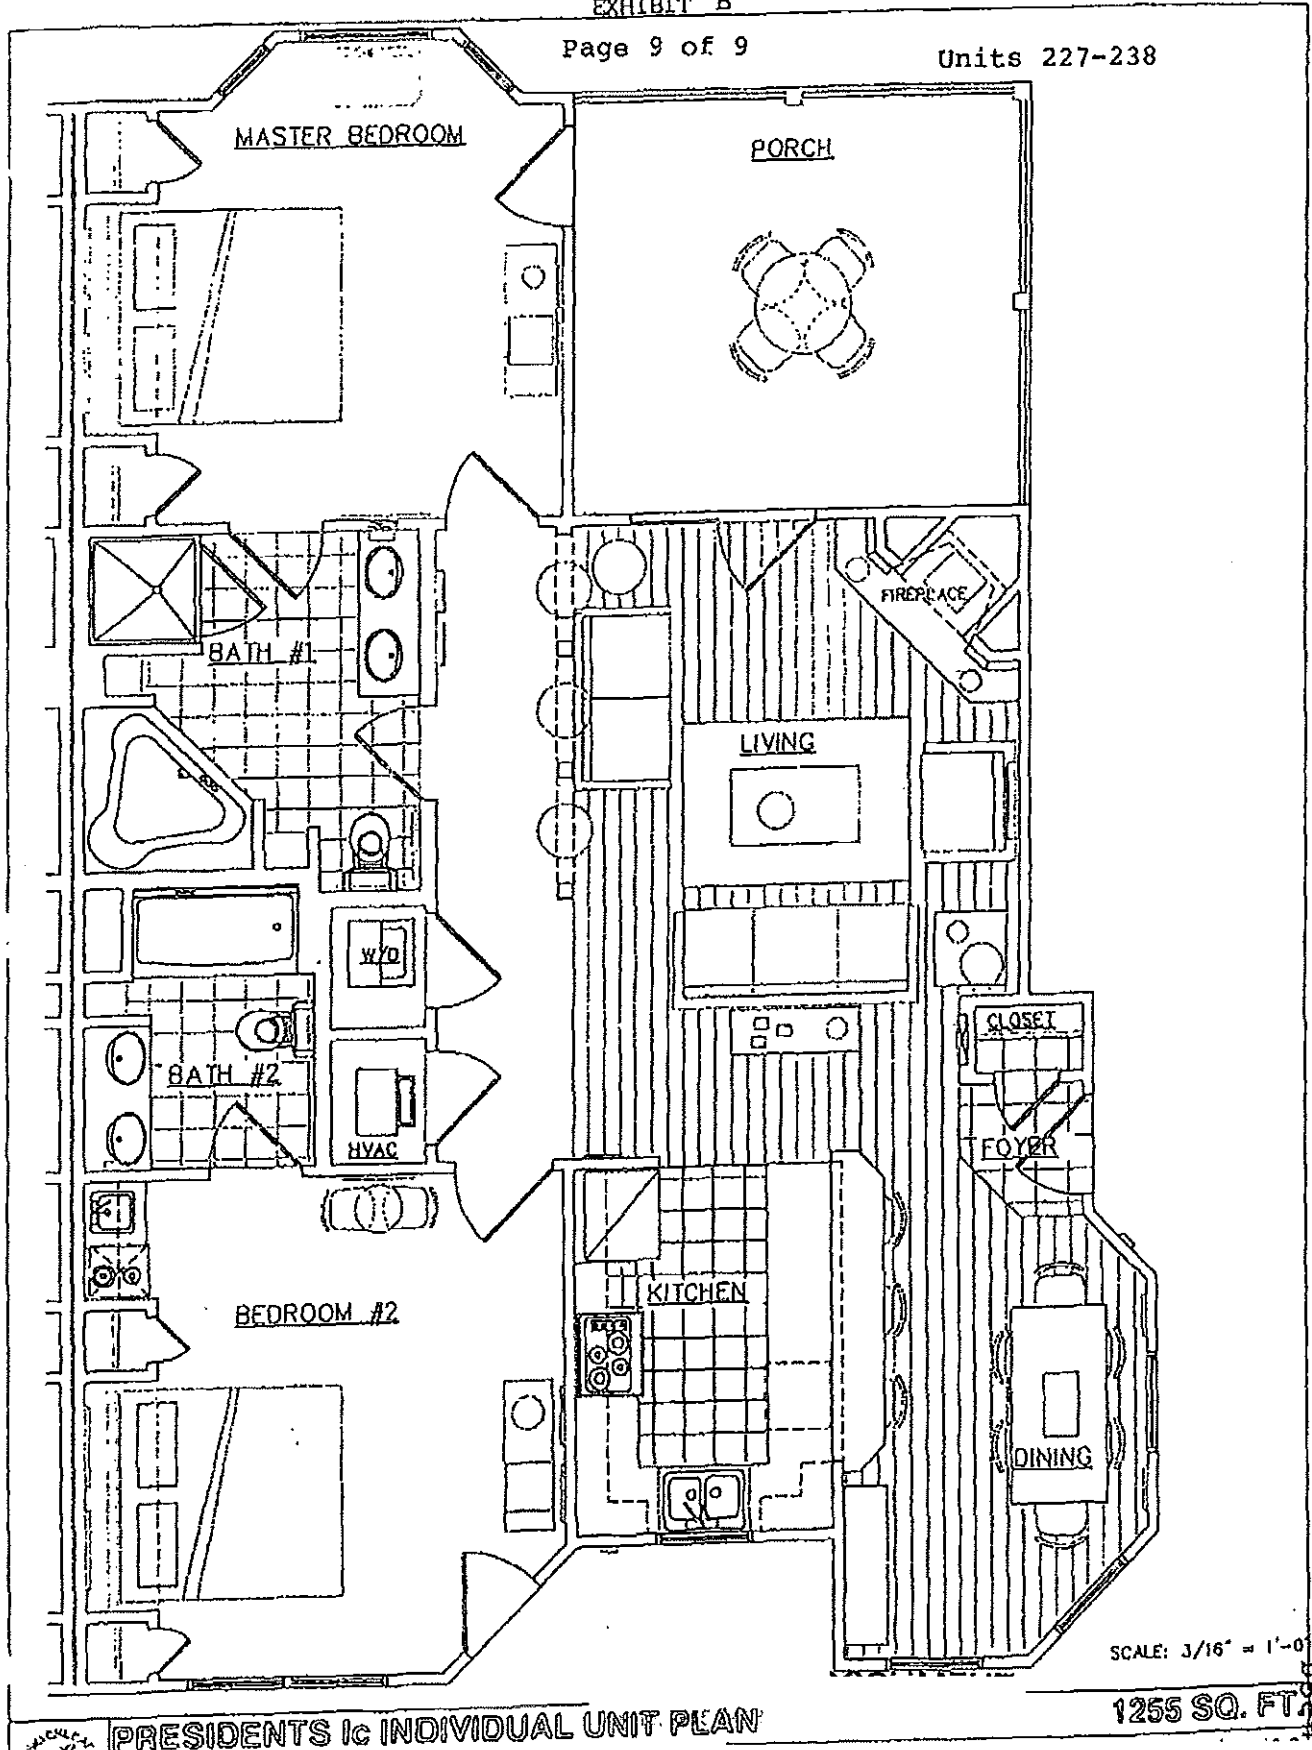 EXHIBIT B
Page 9 of 9
Units 227-238
MASTER BEDROOM
PORCH
FIREPLACE
BATH #1
LIVING
W/D
CLOSET
BATH #2
FOYER
HVAC
KITCHEN
BEDROOM #2
DINING
SCALE: 3/16" = 1'-0
1255 SQ. FT.
PRESIDENTS Ic INDIVIDUAL UNIT PLAN